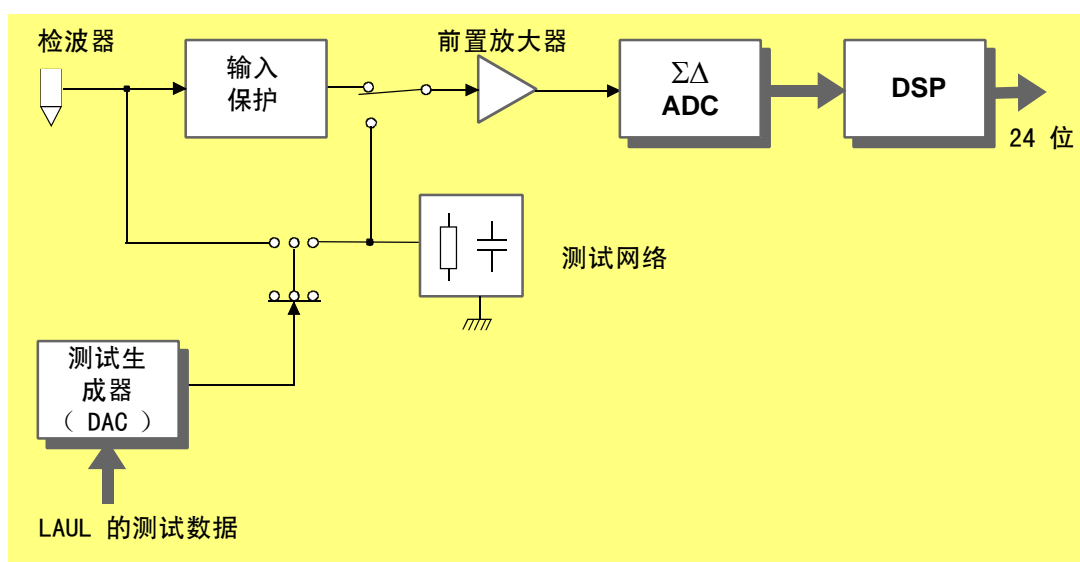 检波器
输入
保护
前置放大器
ΣΔ
ADC
DSP
24 位
测试网络
测试生
成器
( DAC )
LAUL 的测试数据